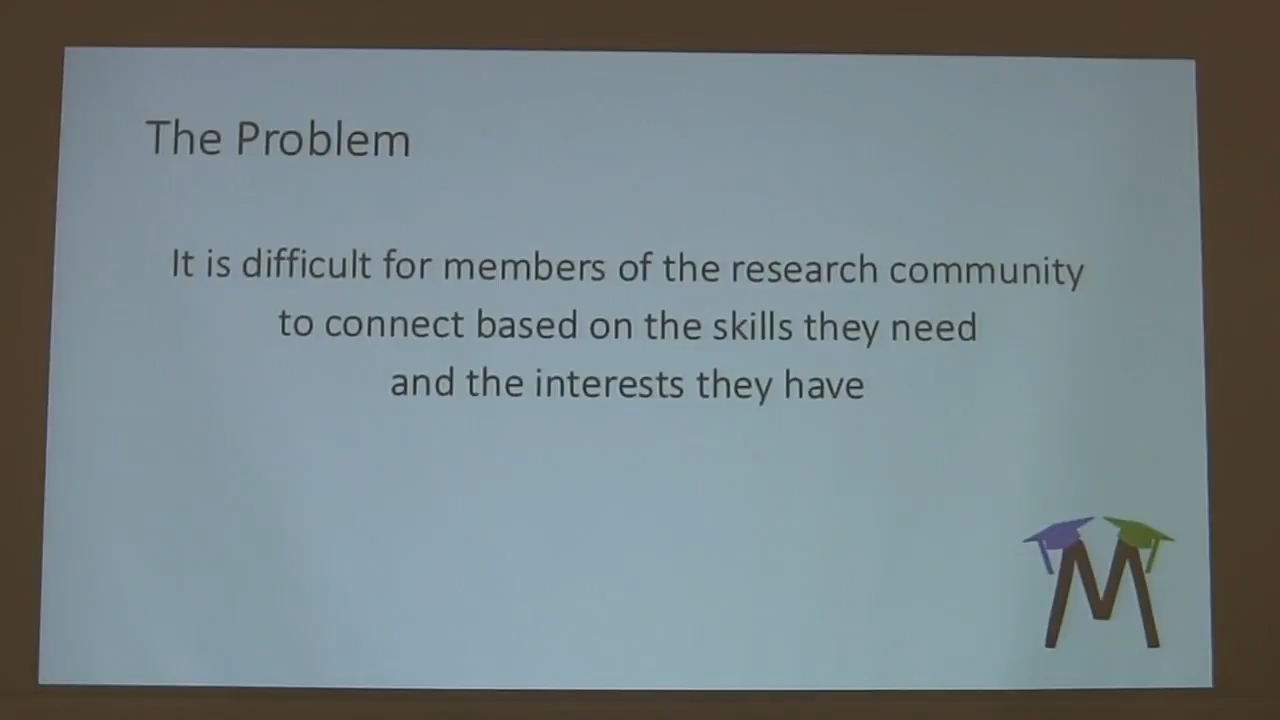 The Problem
It is difficult for members of the research community
to connect based on the skills they need
and the interests they have
M